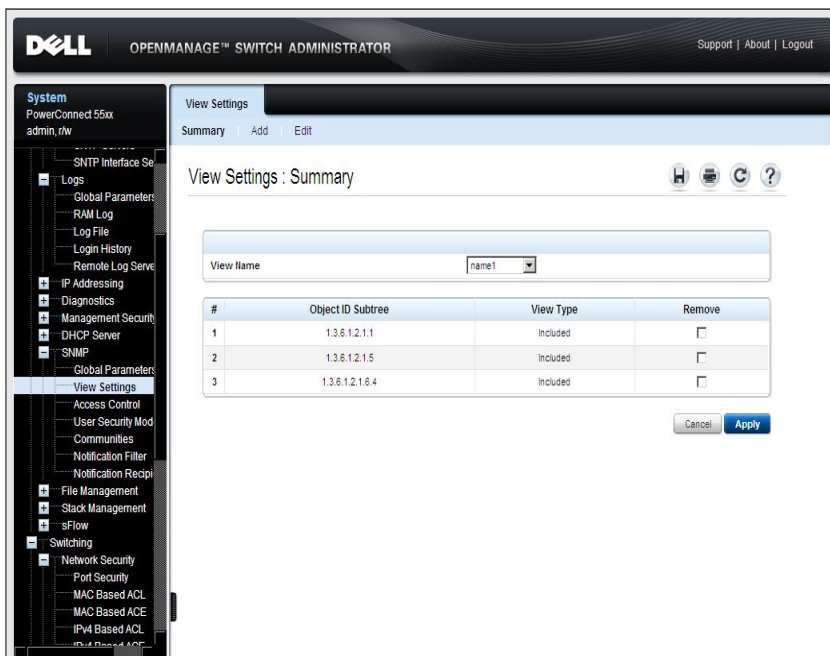 DELL
OPENMANAGE™ SWITCH ADMINISTRATOR
Support | About | Logout
System
PowerConnect 55xx
admin, r/w
SNTP Interface Se
Logs
Global Parameters
RAM Log
Log File
Login History
Remote Log Serve
IP Addressing
Diagnostics
Management Security
DHCP Server
SNMP
Global Parameters
View Settings
Access Control
User Security Mod
Communities
Notification Filter
Notification Recipi
File Management
Stack Management
sFlow
Switching
Network Security
Port Security
MAC Based ACL
MAC Based ACE
IPv4 Based ACL
View Settings
Summary Add Edit
View Settings : Summary
View Name name1
# Object ID Subtree View Type Remove
1 1.3.6.1.2.1.1 Included
2 1.3.6.1.2.1.5 Included
3 1.3.6.1.2.1.6.4 Included
Cancel Apply